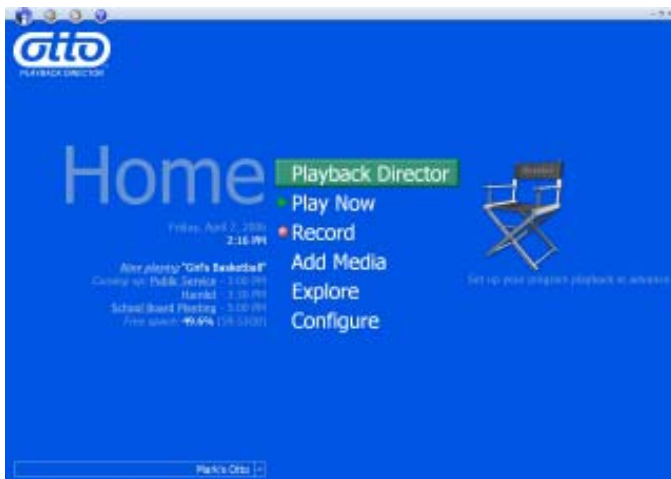 Otto
PLAYBACK DIRECTOR
Home
Friday, April 7, 2006
2:16 PM
Now playing: "Girl's Basketball"
Coming up: Public Service - 3:00 PM
3:30 PM
School Board Meeting - 5:00 PM
Free space: 49.6%
Playback Director
Play Now
Record
Add Media
Explore
Configure
Set up your program playback in advance
Mark's Otto